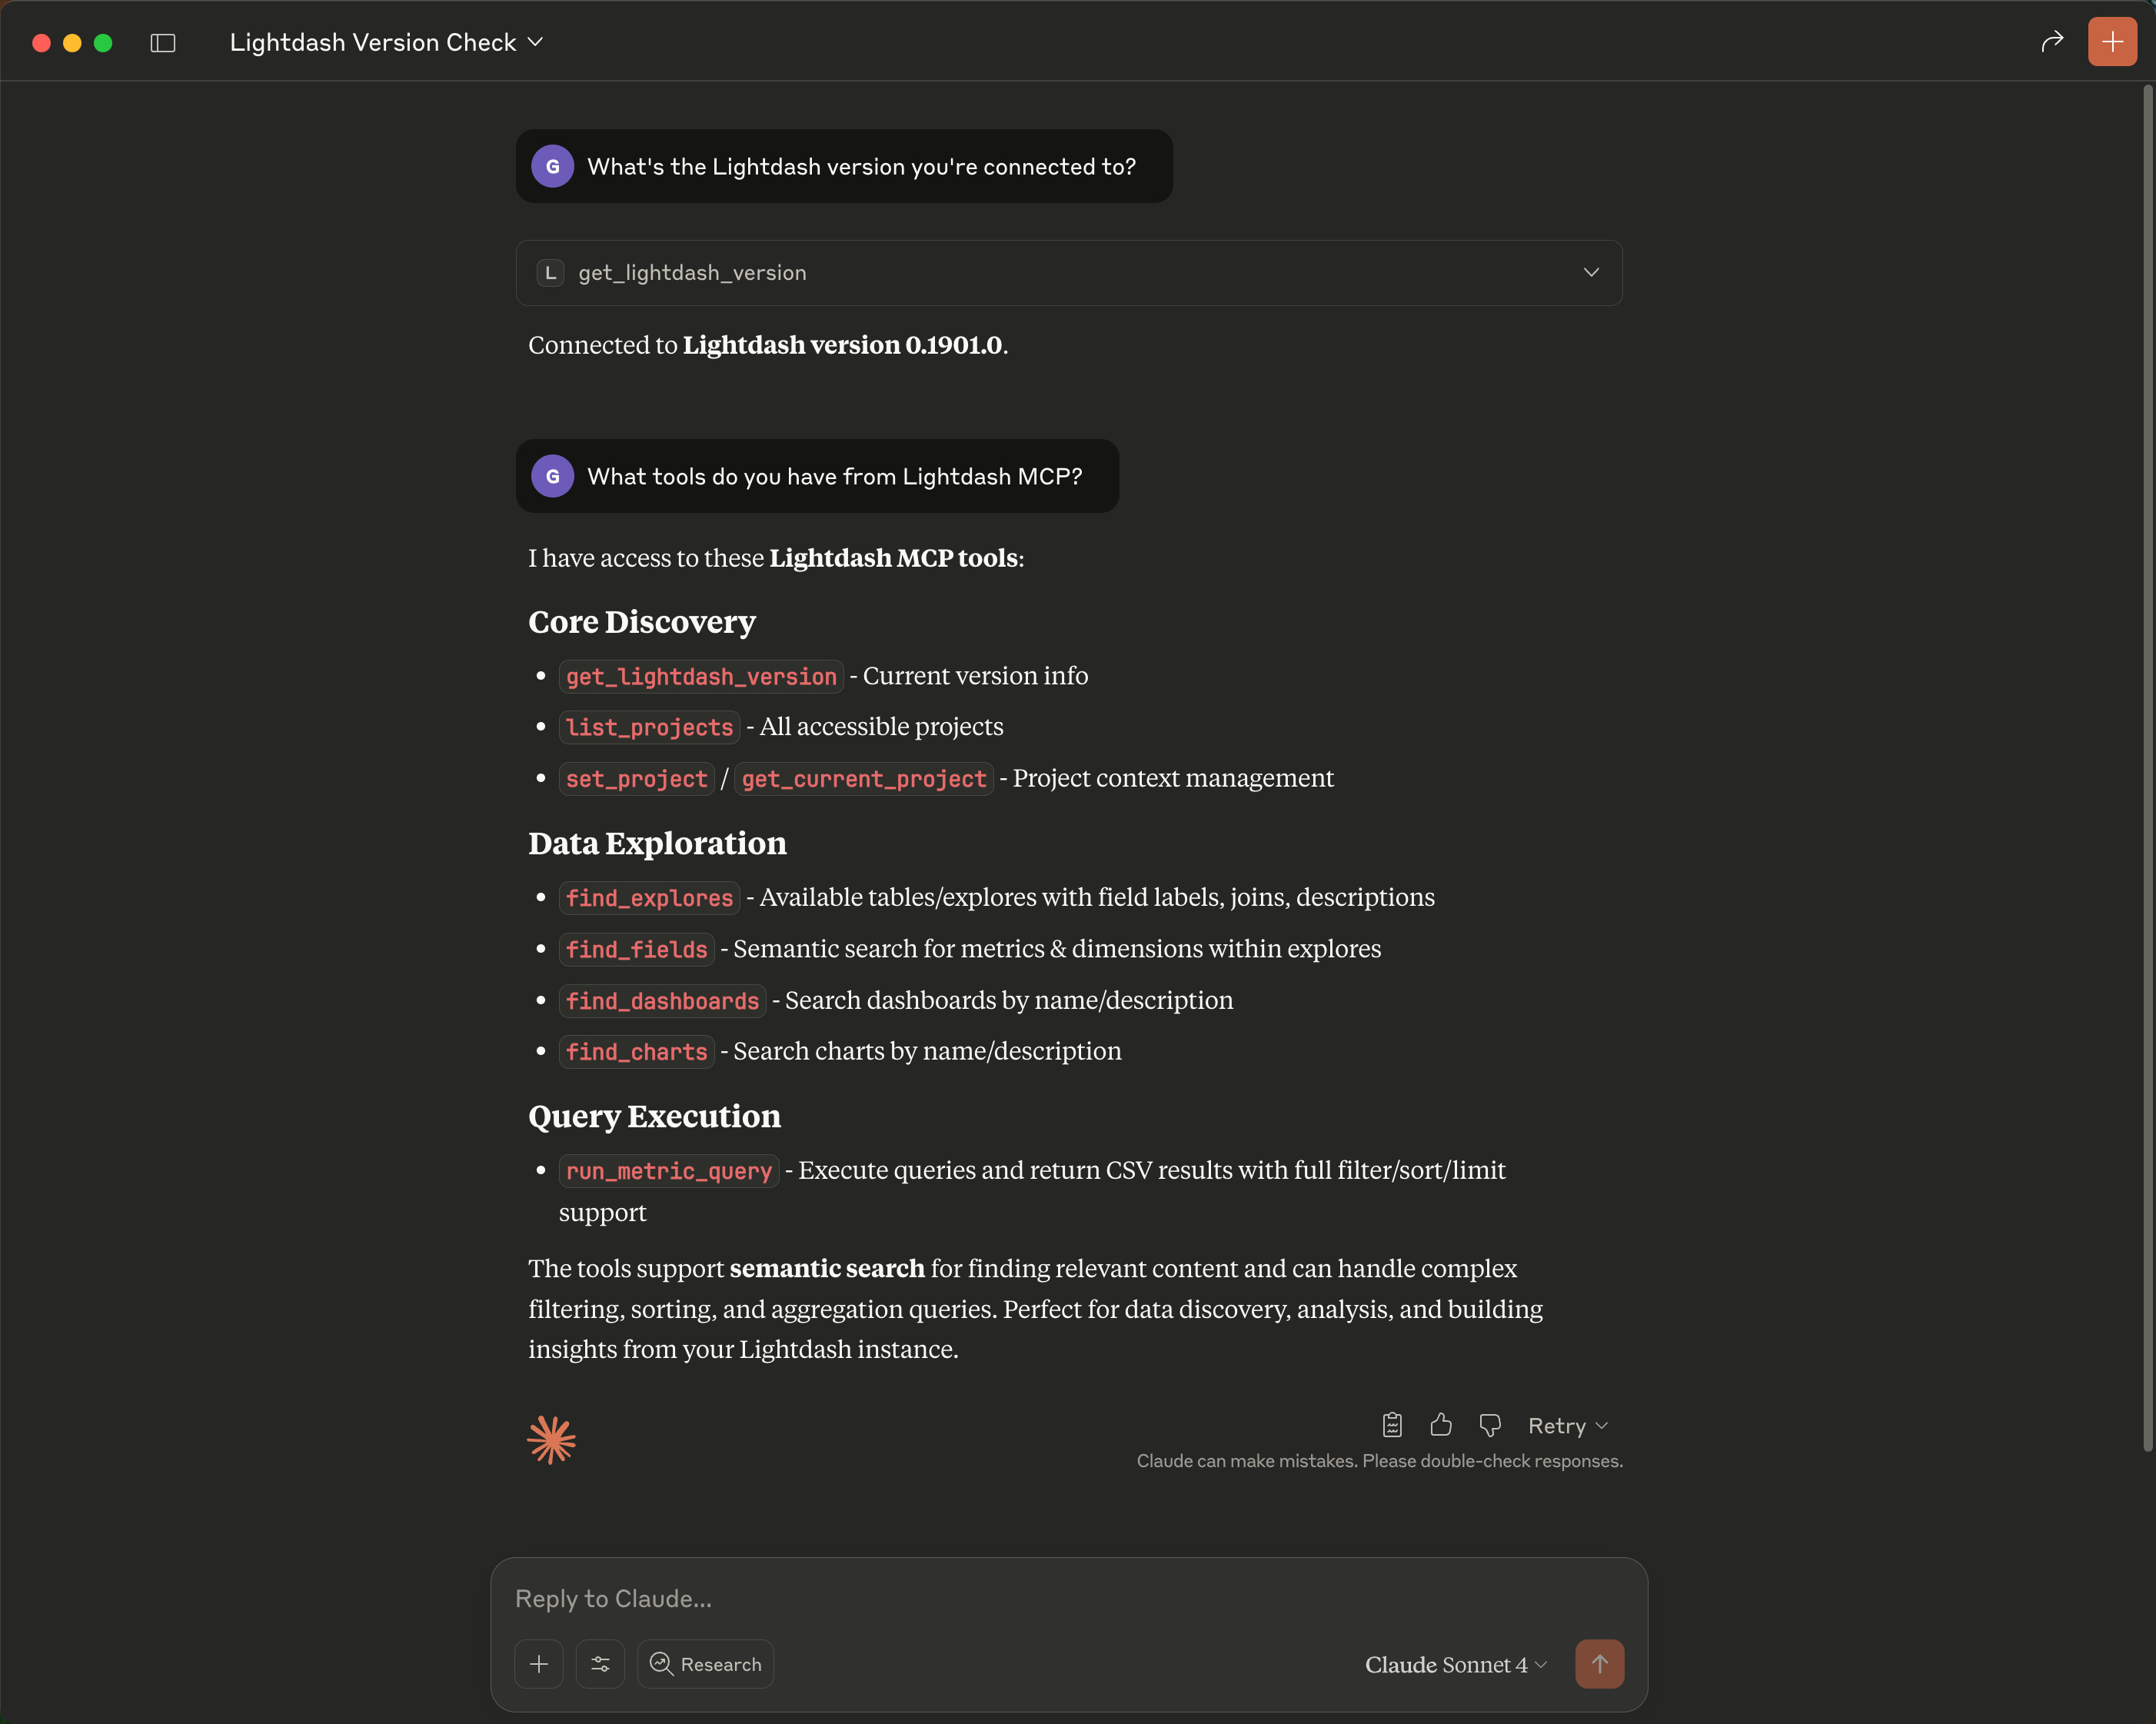 Lightdash Version Check
G What's the Lightdash version you're connected to?
L get_lightdash_version
Connected to Lightdash version 0.1901.0.
G What tools do you have from Lightdash MCP?
I have access to these Lightdash MCP tools:
Core Discovery
• get_lightdash_version - Current version info
• list_projects - All accessible projects
• set_project / get_current_project - Project context management
Data Exploration
• find_explores - Available tables/explores with field labels, joins, descriptions
• find_fields - Semantic search for metrics & dimensions within explores
• find_dashboards - Search dashboards by name/description
• find_charts - Search charts by name/description
Query Execution
• run_metric_query - Execute queries and return CSV results with full filter/sort/limit
support
The tools support semantic search for finding relevant content and can handle complex
filtering, sorting, and aggregation queries. Perfect for data discovery, analysis, and building
insights from your Lightdash instance.
Retry
Claude can make mistakes. Please double-check responses.
Reply to Claude...
Research
Claude Sonnet 4